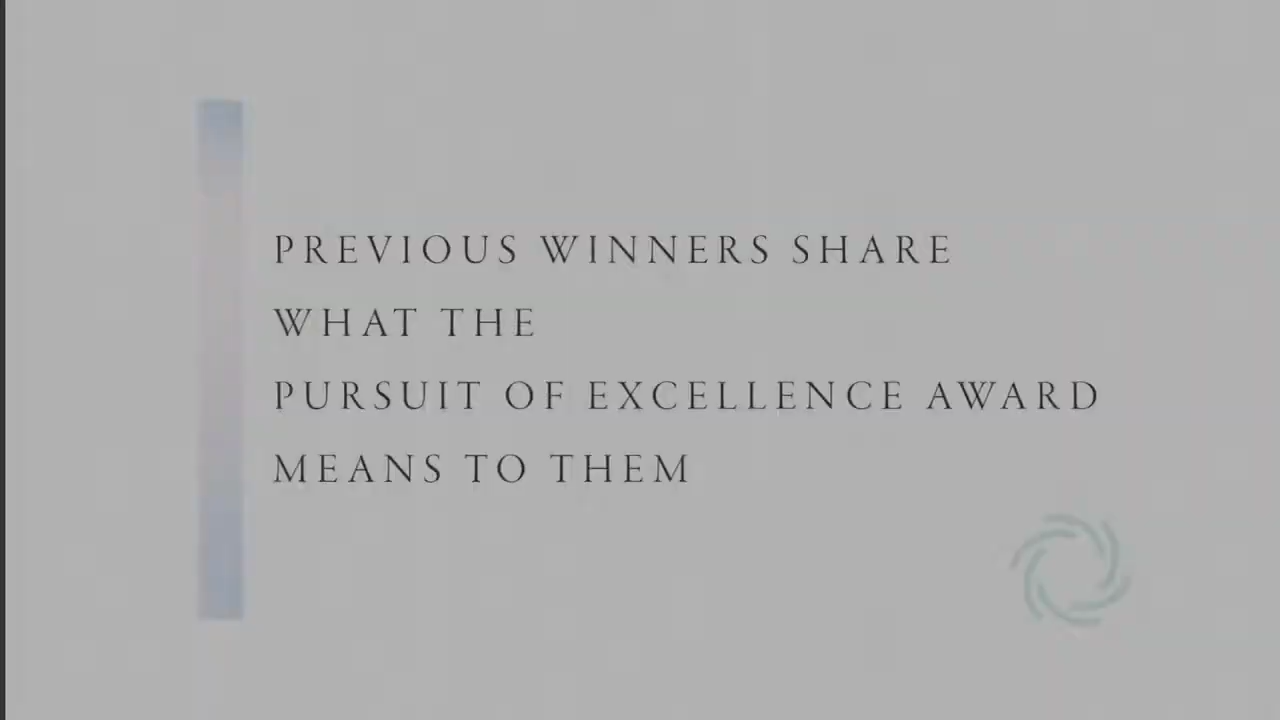 PREVIOUS WINNERS SHARE
WHAT THE
PURSUIT OF EXCELLENCE AWARD
MEANS TO THEM